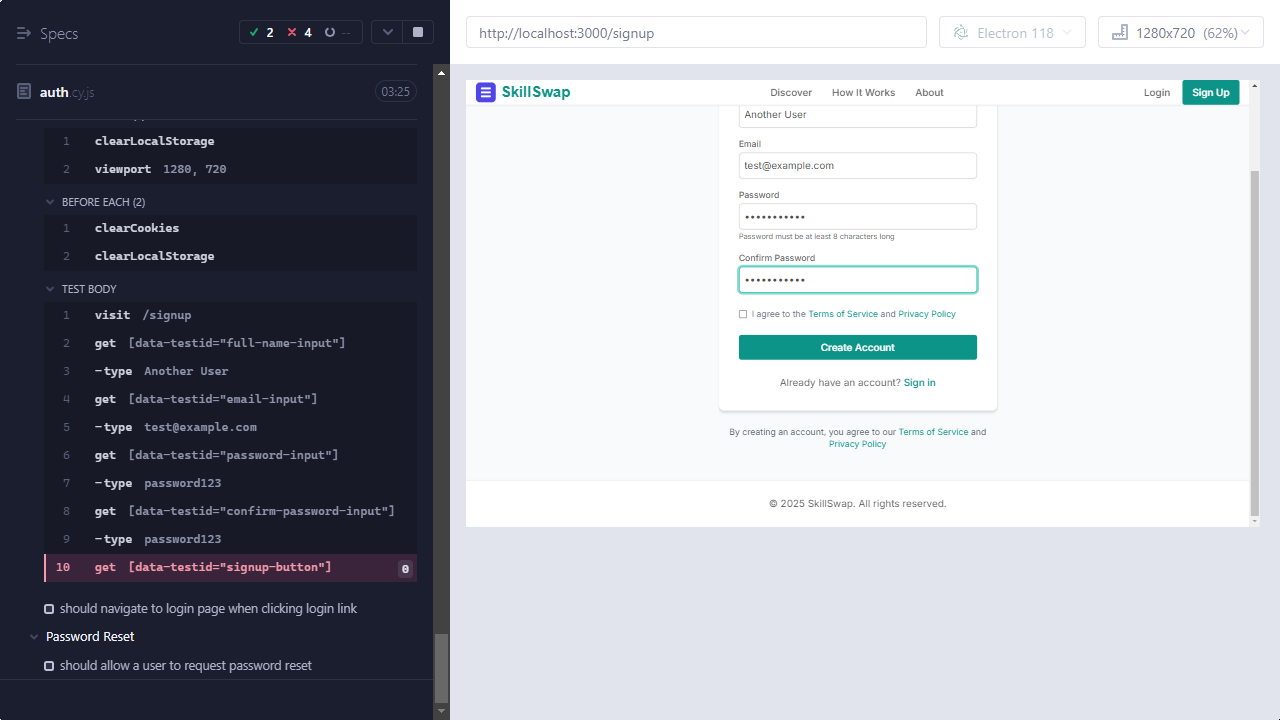 Specs
2
4
--
auth.cy.js
03:25
1 clearLocalStorage
2 viewport 1280, 720
BEFORE EACH (2)
1 clearCookies
2 clearLocalStorage
TEST BODY
1 visit /signup
2 get [data-testid="full-name-input"]
3 -type Another User
4 get [data-testid="email-input"]
5 -type test@example.com
6 get [data-testid="password-input"]
7 -type password123
8 get [data-testid="confirm-password-input"]
9 -type password123
10 get [data-testid="signup-button"] 0
should navigate to login page when clicking login link
Password Reset
should allow a user to request password reset
http://localhost:3000/signup
Electron 118
1280x720 (62%)
SkillSwap
Discover How It Works About
Login Sign Up
Another User
Email
test@example.com
Password
•••••••••••
Password must be at least 8 characters long
Confirm Password
•••••••••••
I agree to the Terms of Service and Privacy Policy
Create Account
Already have an account? Sign in
By creating an account, you agree to our Terms of Service and
Privacy Policy
© 2025 SkillSwap. All rights reserved.